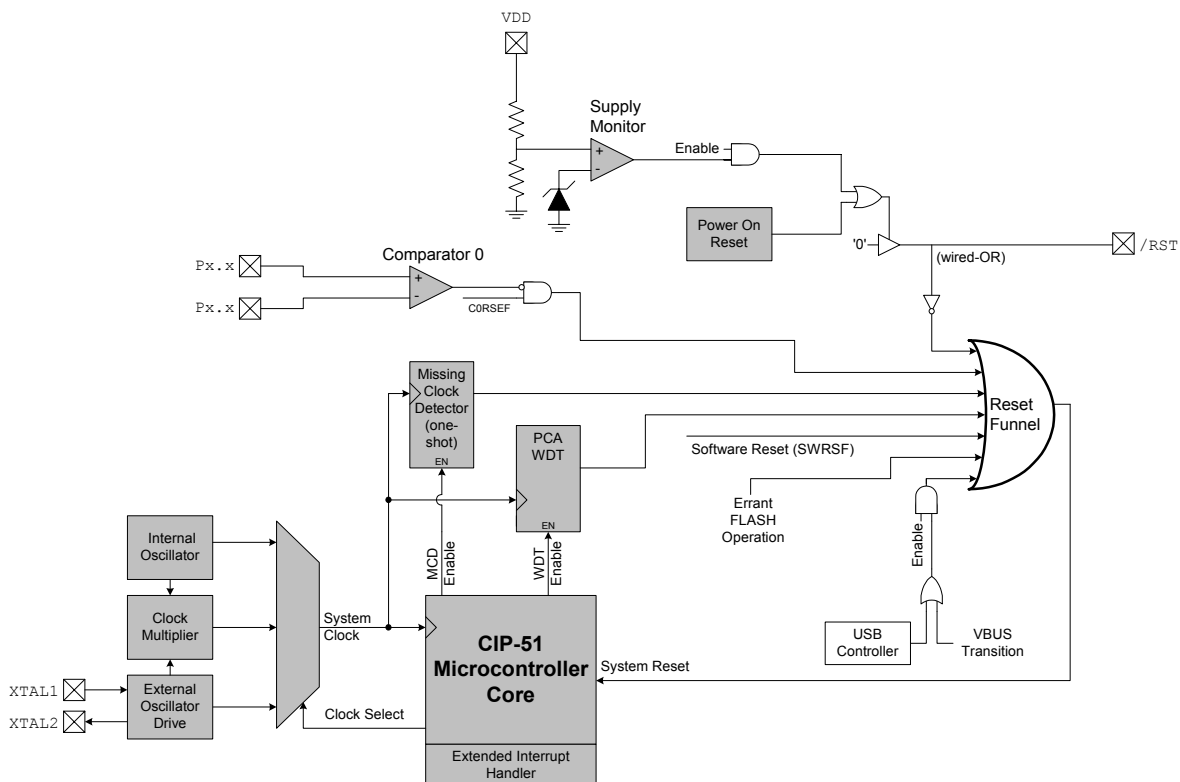 VDD
Supply
Monitor
+
-
Enable
Power On
Reset
'0'
/RST
(wired-OR)
Comparator 0
Px.x
Px.x
+
-
C0RSEF
Missing
Clock
Detector
(one-
shot)
EN
PCA
WDT
EN
Reset
Funnel
Software Reset (SWRSF)
Errant
FLASH
Operation
Enable
Internal
Oscillator
Clock
Multiplier
External
Oscillator
Drive
XTAL1
XTAL2
System
Clock
MCD
Enable
WDT
Enable
CIP-51
Microcontroller
Core
Clock Select
Extended Interrupt
Handler
System Reset
USB
Controller
VBUS
Transition